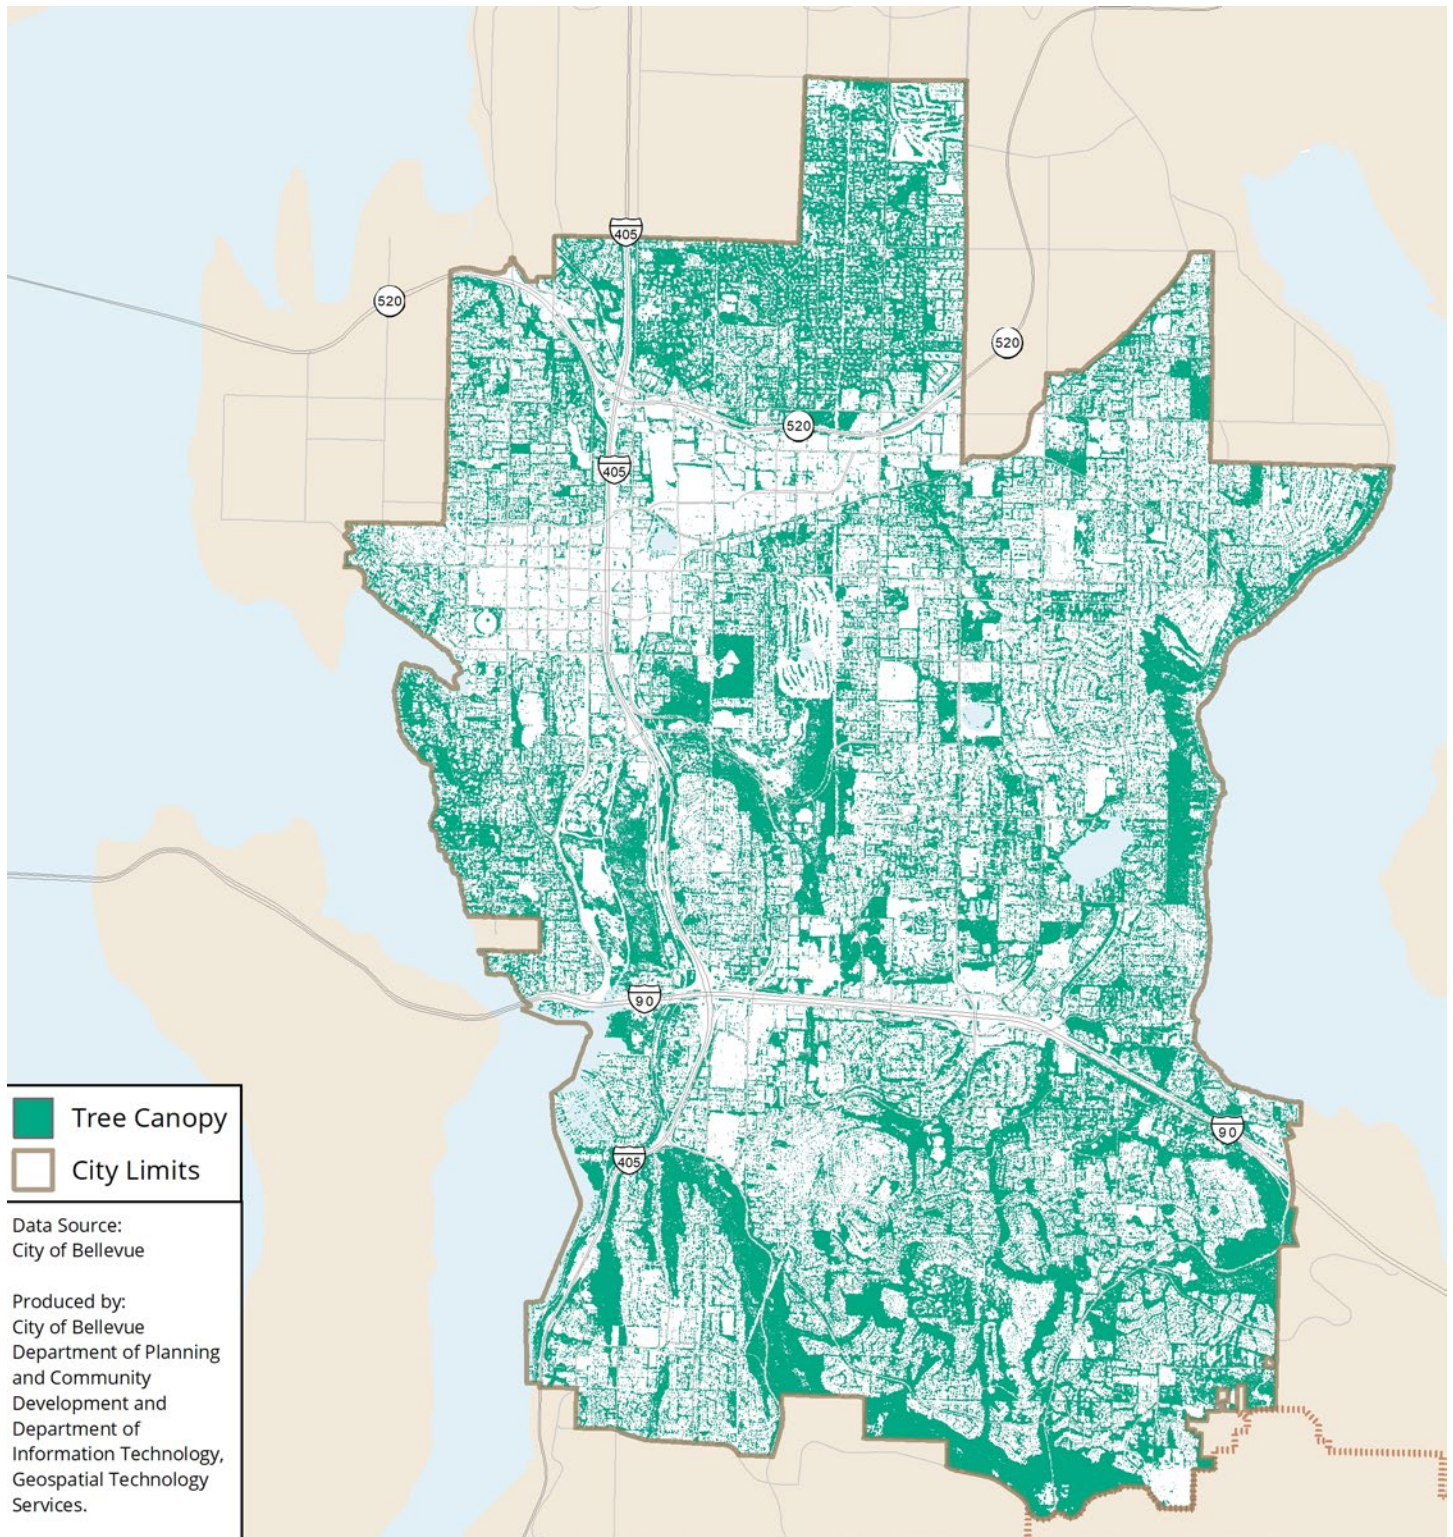 405
520
520
520
405
90
90
405
Tree Canopy
City Limits
Data Source:
City of Bellevue
Produced by:
City of Bellevue
Department of Planning
and Community
Development and
Department of
Information Technology,
Geospatial Technology
Services.